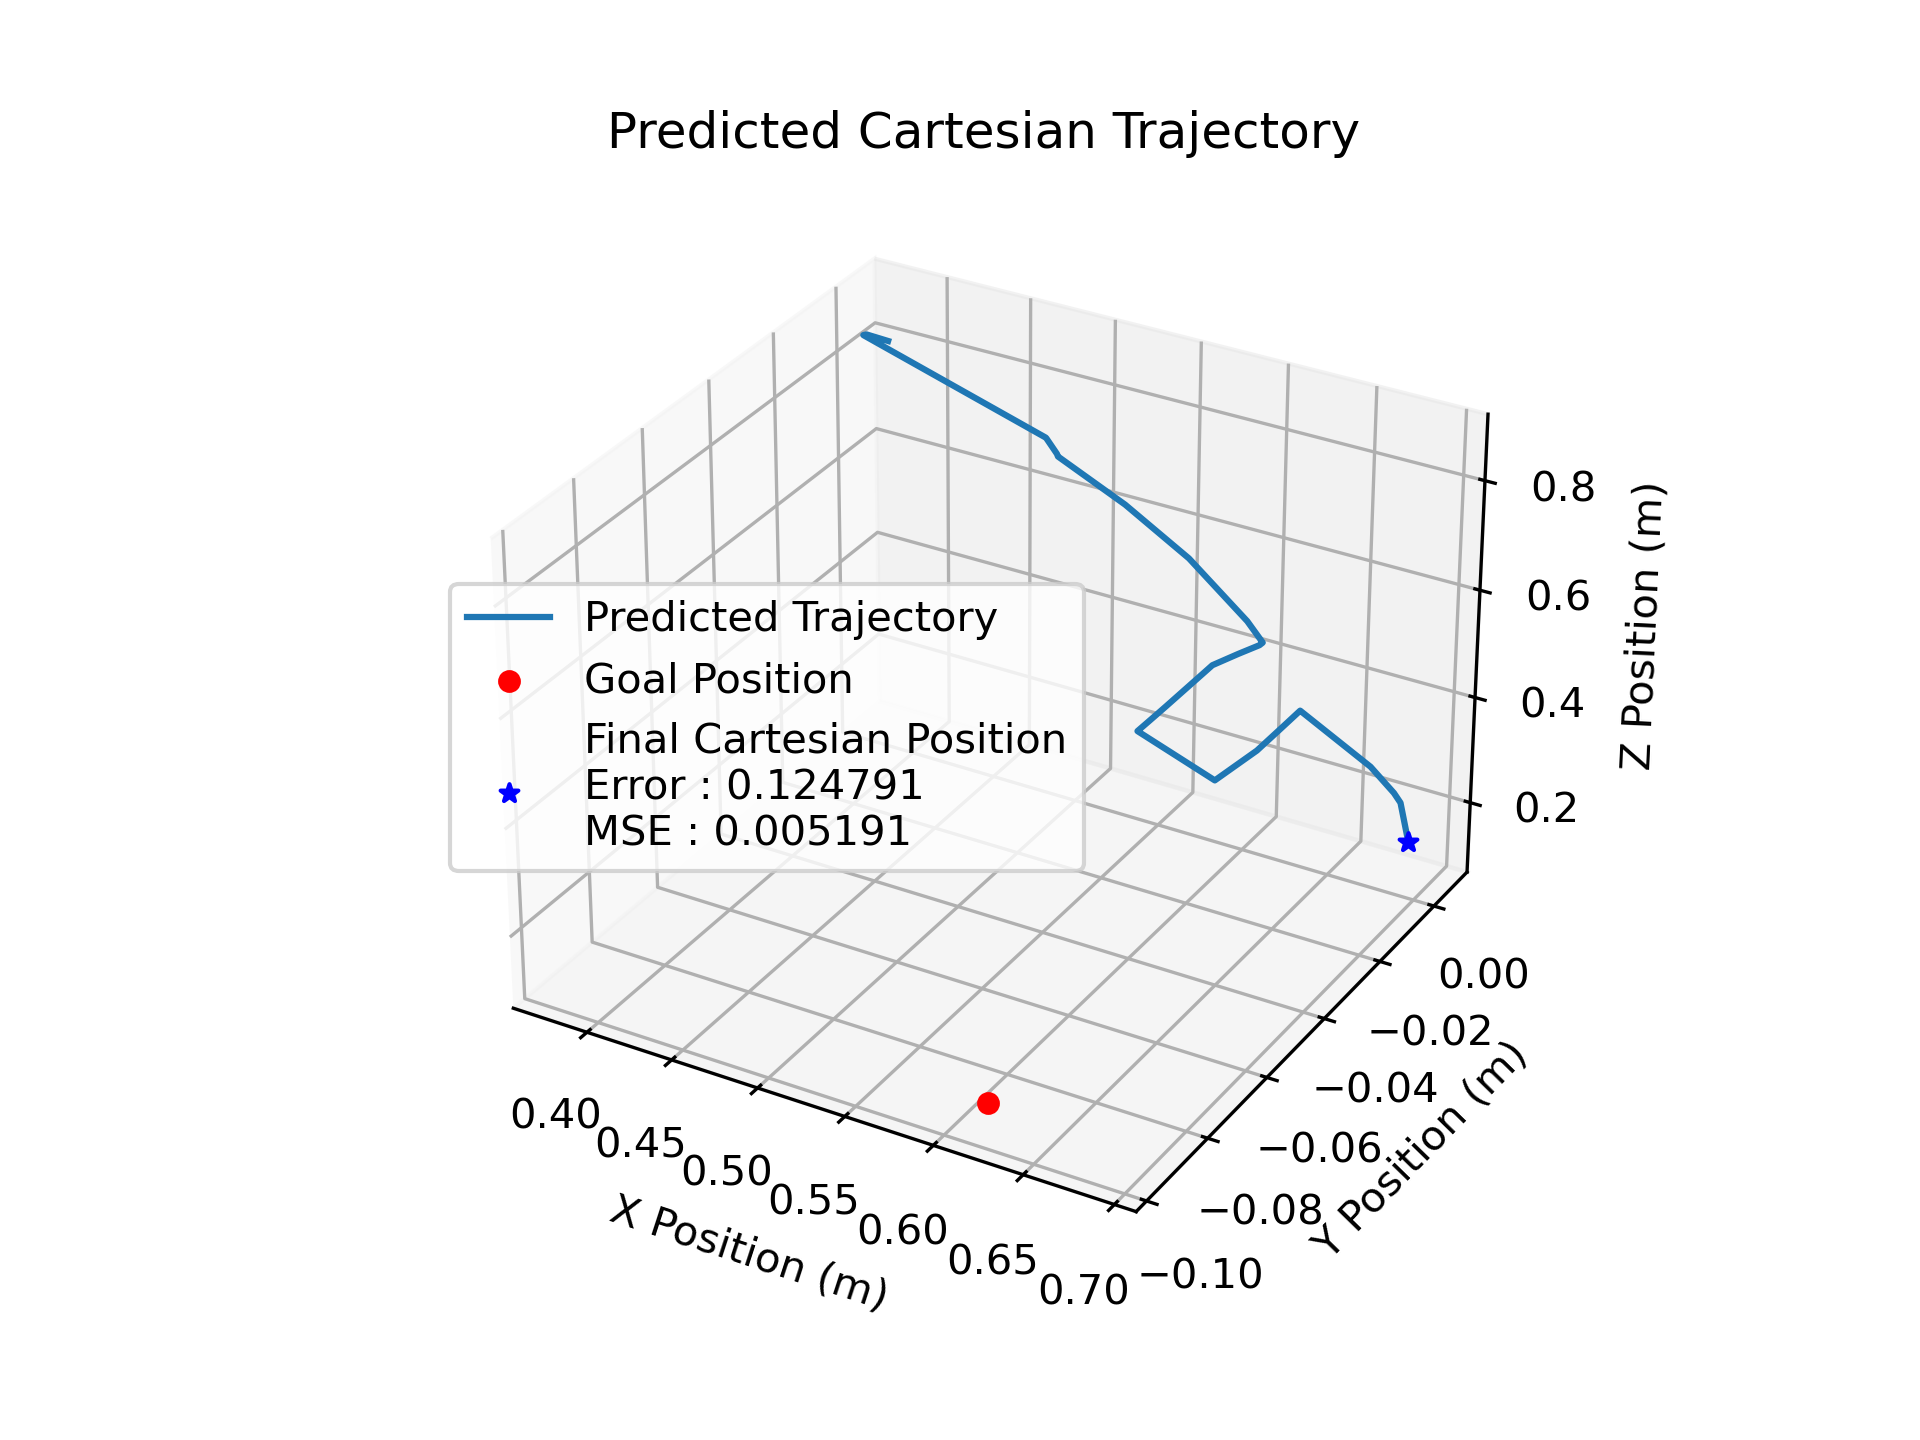 Predicted Cartesian Trajectory
Predicted Trajectory
Goal Position
Final Cartesian Position
Error : 0.124791
MSE : 0.005191
0.8
0.6
0.4
0.2
Z Position (m)
0.00
−0.02
−0.04
−0.06
−0.08
−0.10
Y Position (m)
0.40
0.45
0.50
0.55
0.60
0.65
0.70
X Position (m)